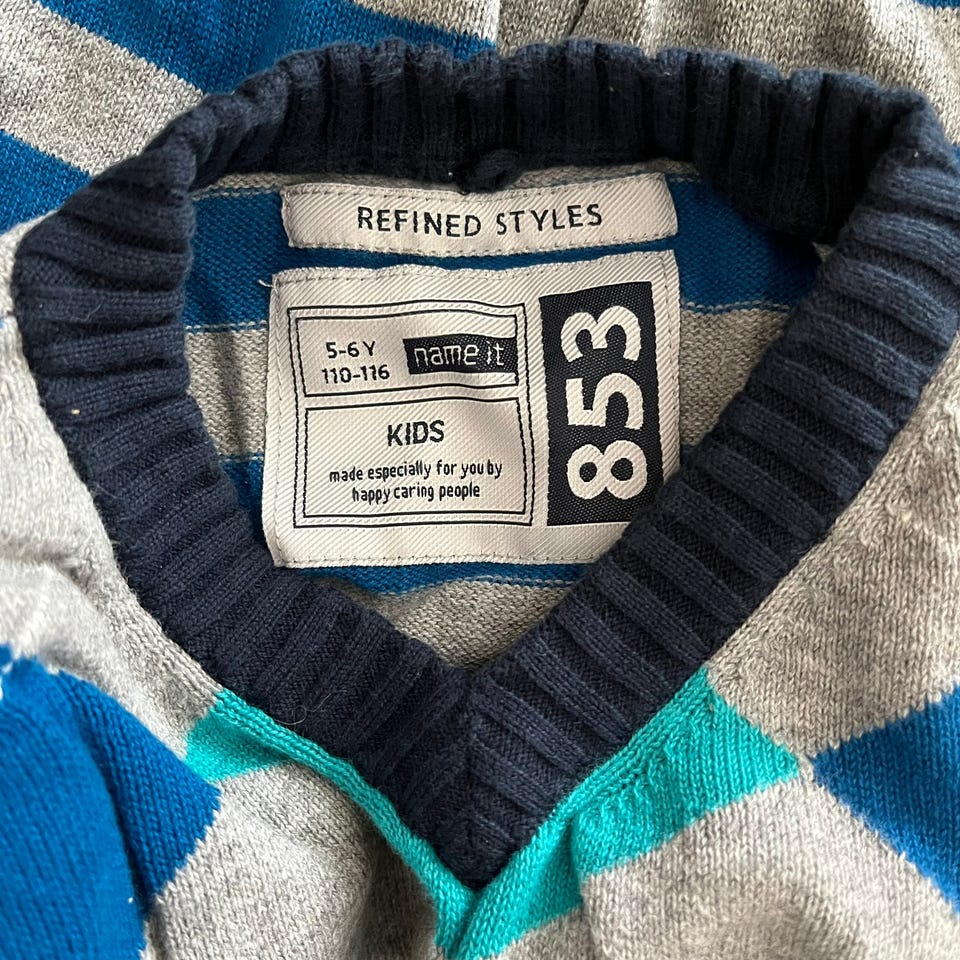 REFINED STYLES
5-6 Y
110-116
name it
KIDS
made especially for you by
happy caring people
853